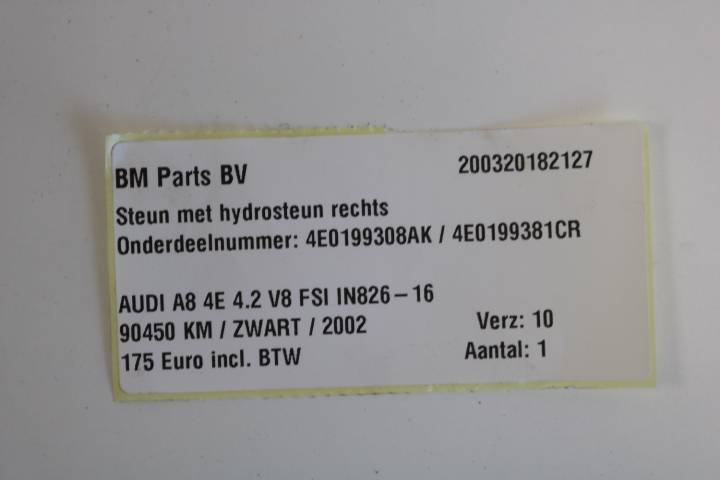 BM Parts BV 200320182127
Steun met hydrosteun rechts
Onderdeelnummer: 4E0199308AK / 4E0199381CR
AUDI A8 4E 4.2 V8 FSI IN826-16
90450 KM / ZWART / 2002 Verz: 10
175 Euro incl. BTW Aantal: 1